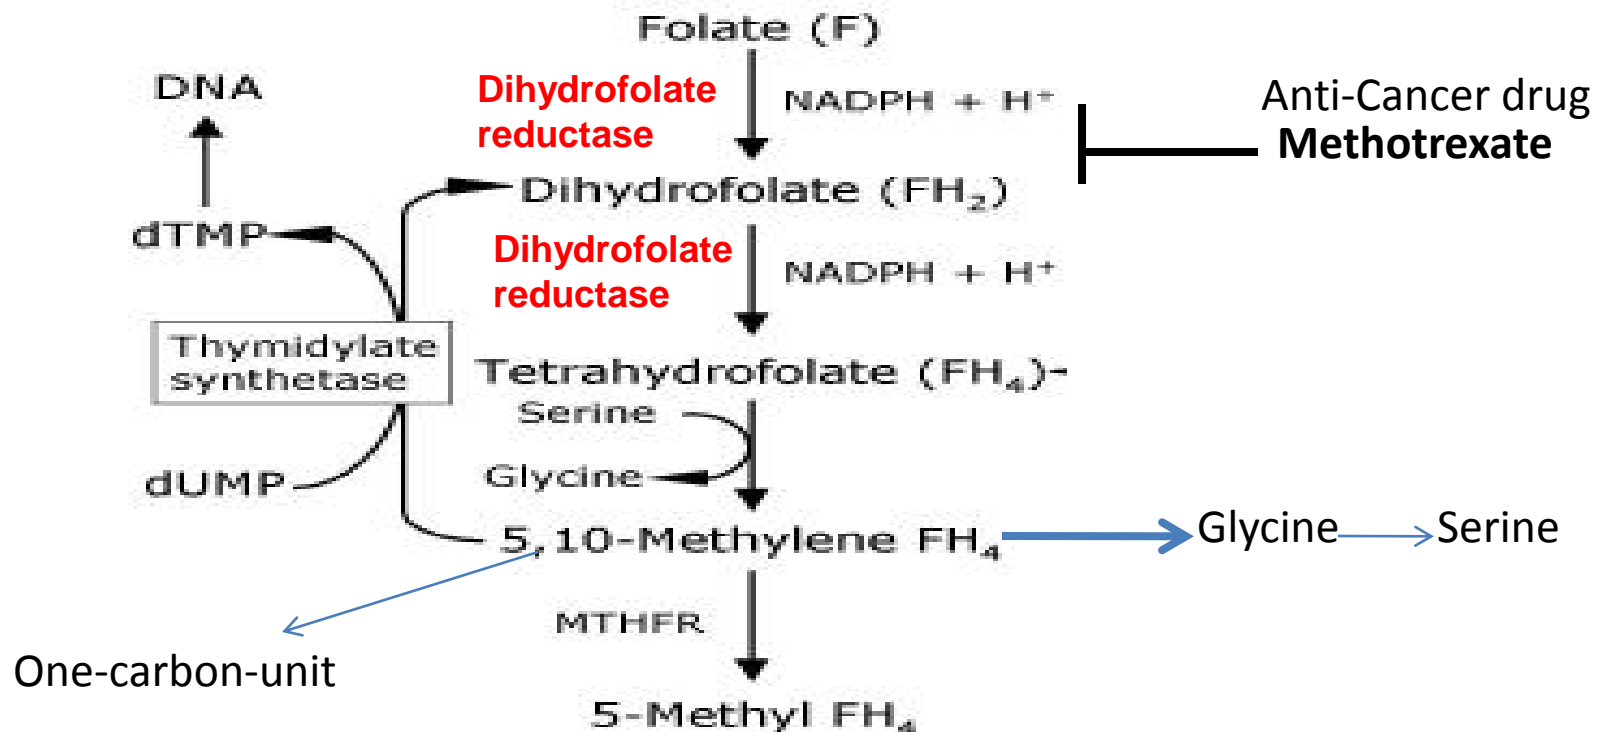 Folate (F)
DNA
Dihydrofolate
reductase
NADPH + H⁺
Anti-Cancer drug
Methotrexate
Dihydrofolate (FH₂)
dTMP
Dihydrofolate
reductase
NADPH + H⁺
Thymidylate
synthetase
Tetrahydrofolate (FH₄)-
Serine
Glycine
dUMP
5,10-Methylene FH₄
Glycine
Serine
MTHFR
One-carbon-unit
5-Methyl FH₄